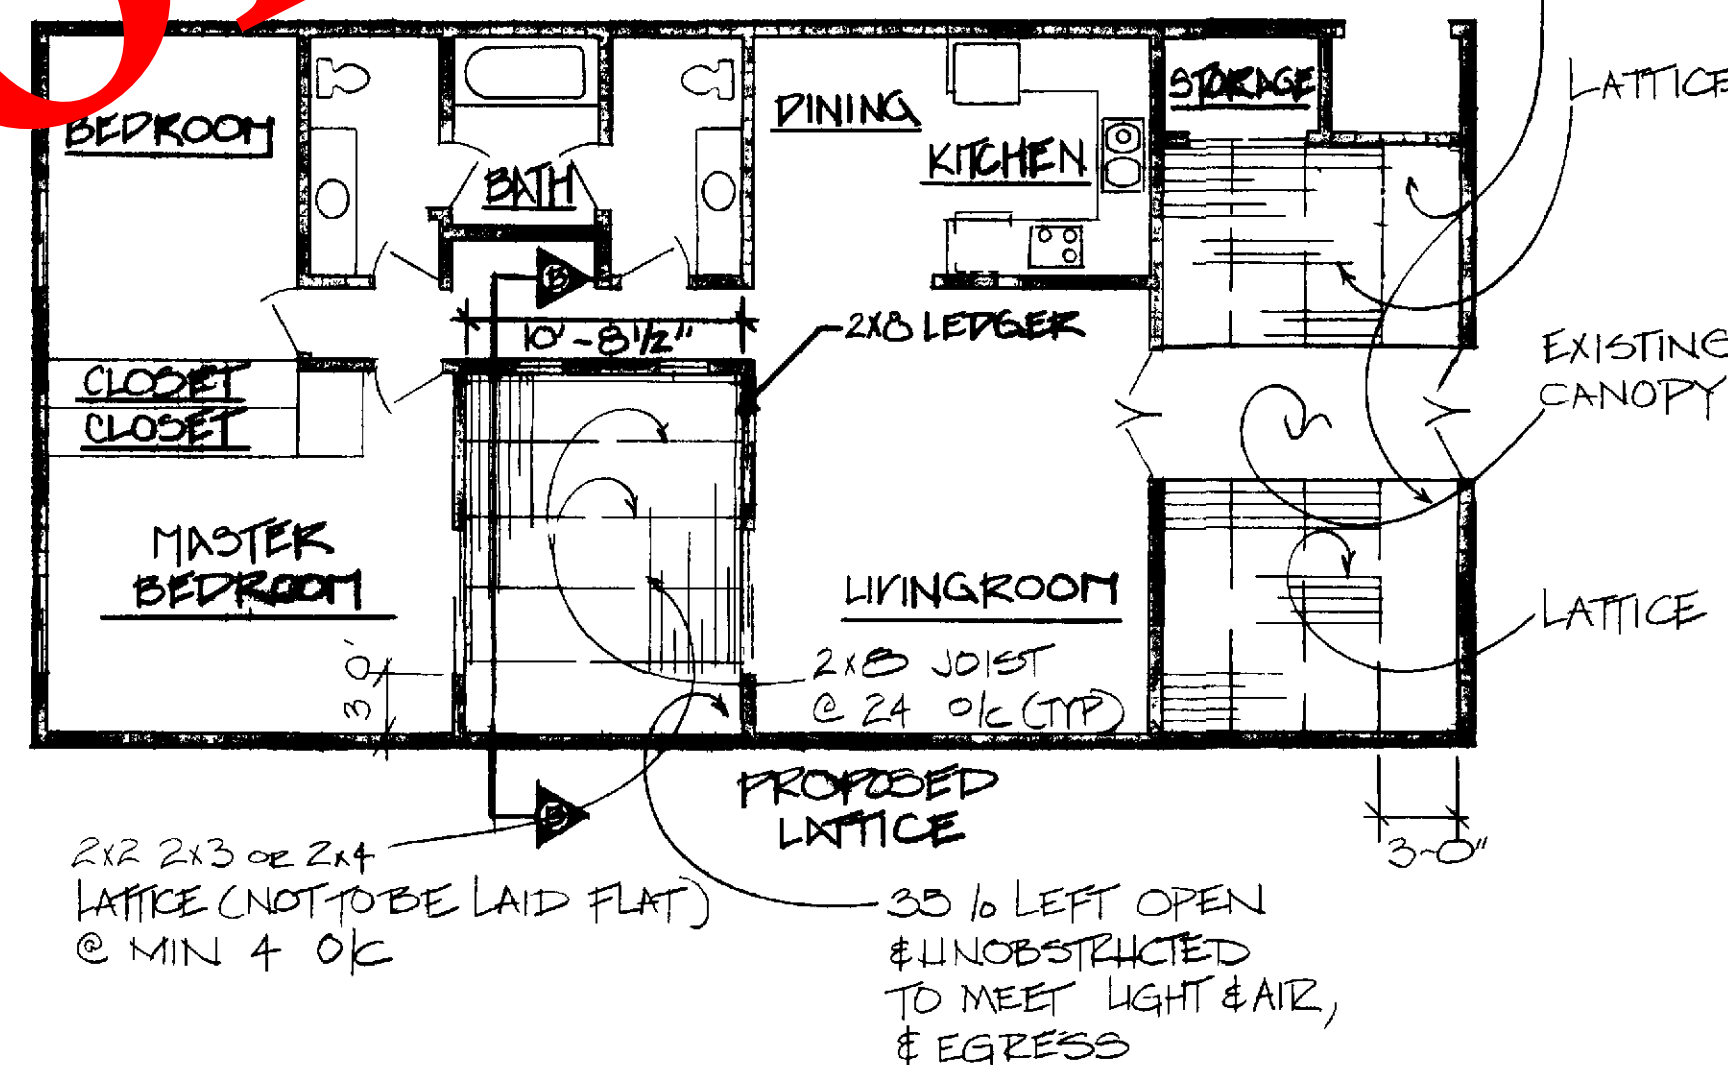 LATTICE
STORAGE
DINING
BEDROOM
KITCHEN
BATH
B
10'-8½"
2X8 LEDGER
EXISTING
CANOPY
CLOSET
CLOSET
MASTER
BEDROOM
LIVINGROOM
LATTICE
2x8 JOIST
@ 24 O/C (TYP)
3 0'
PROPOSED
LATTICE
B
3-0"
2x2 2x3 OR 2x4
LATTICE (NOT TO BE LAID FLAT)
@ MIN 4 O/C
LEFT OPEN
& UNOBSTRUCTED
TO MEET LIGHT & AIR,
& EGRESS